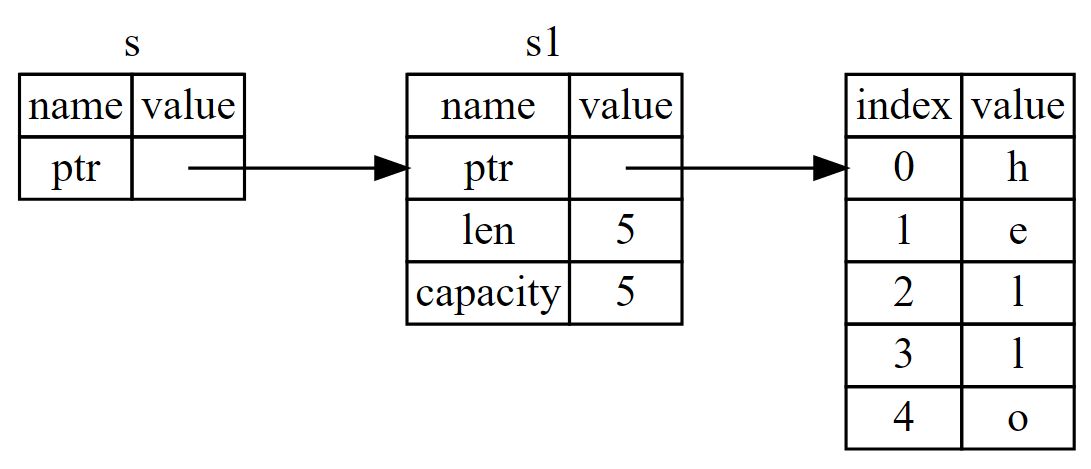 s s1
name value name value index value
ptr ptr 0 h
len 5 1 e
capacity 5 2 l
3 l
4 o